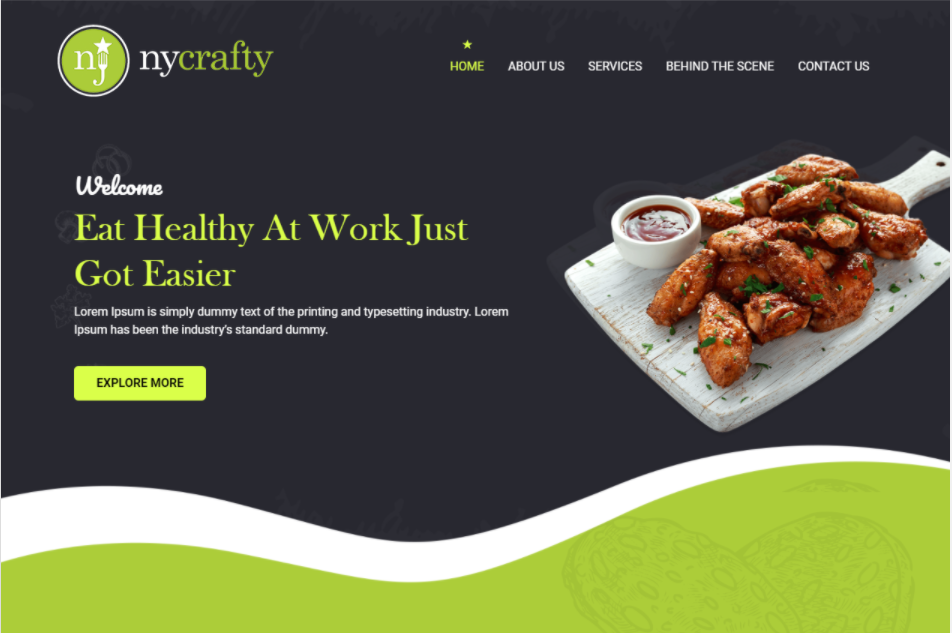 nj nycrafty
HOME ABOUT US SERVICES BEHIND THE SCENE CONTACT US
Welcome
Eat Healthy At Work Just
Got Easier
Lorem Ipsum is simply dummy text of the printing and typesetting industry. Lorem
Ipsum has been the industry's standard dummy.
EXPLORE MORE